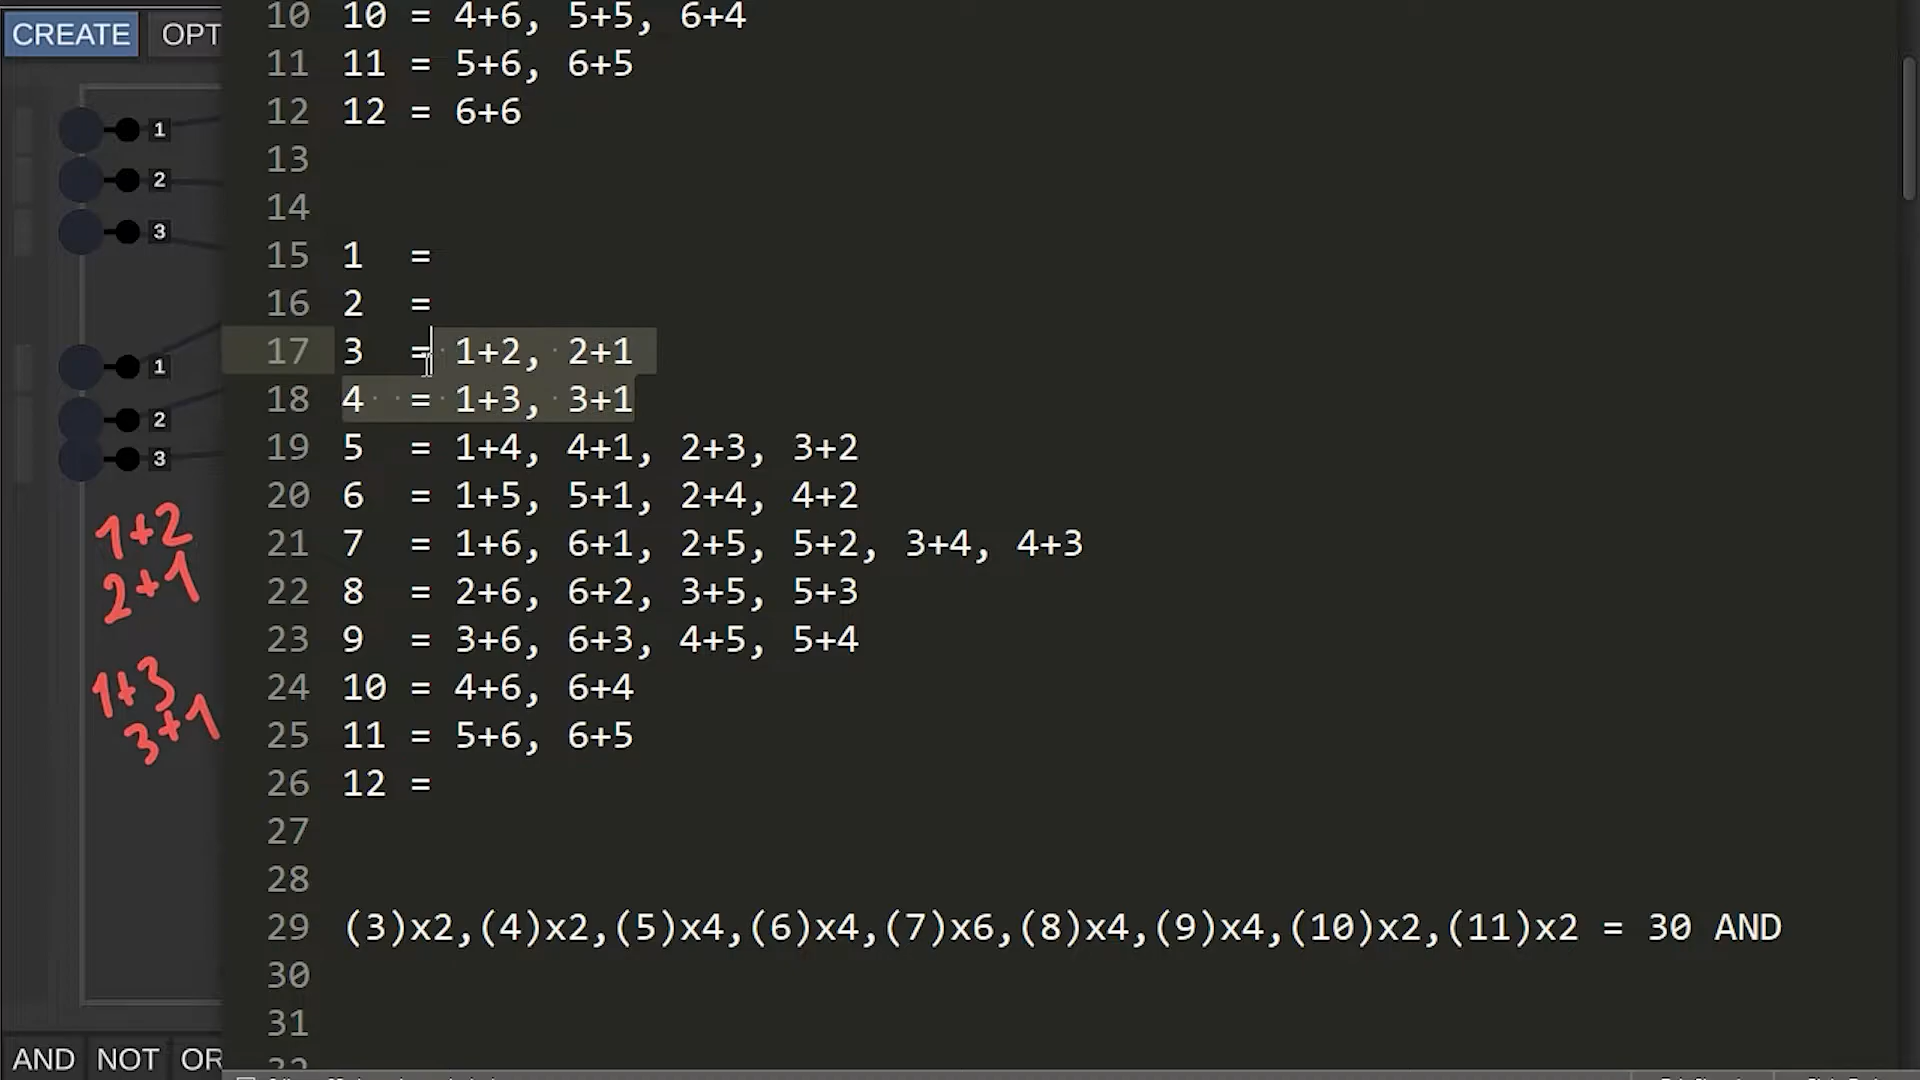 CREATE OPT
10 10 = 4+6, 5+5, 6+4
11 11 = 5+6, 6+5
12 12 = 6+6
13
14
15 1 =
16 2 =
17 3 = 1+2, 2+1
18 4 = 1+3, 3+1
19 5 = 1+4, 4+1, 2+3, 3+2
20 6 = 1+5, 5+1, 2+4, 4+2
21 7 = 1+6, 6+1, 2+5, 5+2, 3+4, 4+3
22 8 = 2+6, 6+2, 3+5, 5+3
23 9 = 3+6, 6+3, 4+5, 5+4
24 10 = 4+6, 6+4
25 11 = 5+6, 6+5
26 12 =
27
28
29 (3)x2,(4)x2,(5)x4,(6)x4,(7)x6,(8)x4,(9)x4,(10)x2,(11)x2 = 30 AND
30
31
1
2
3
1
2
3
1+2
2+1
1+3
3+1
AND NOT OR